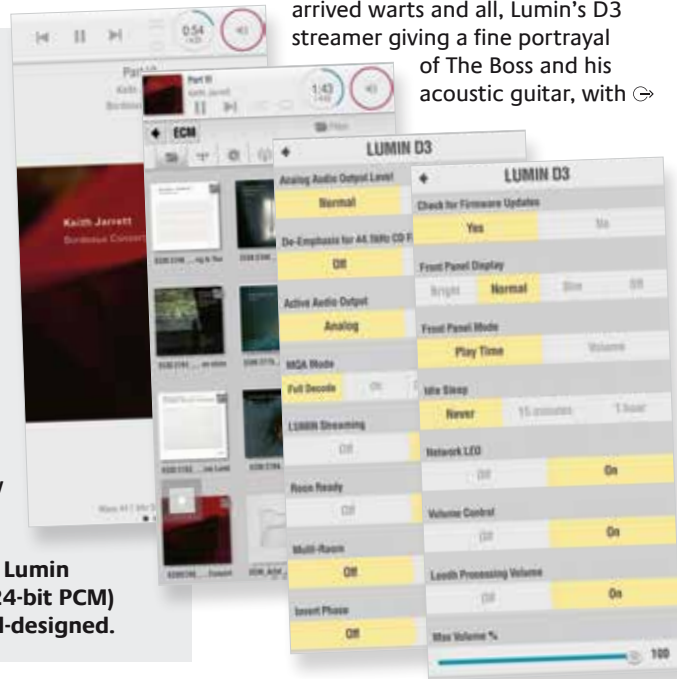 arrived warts and all, Lumin's D3
streamer giving a fine portrayal
of The Boss and his
acoustic guitar, with
0:54
Part
Keith
Bordeaux
Keith Jarrett
Bordeaux Concert
Part III
Keith Jarrett
1:43
ECM
LUMIN D3
Analog Audio Output Level
Normal
De-Emphasis for 44.1kHz CD F
Off
Active Audio Output
Analog
MQA Mode
Full Decode
On
LUMIN Streaming
Off
Roon Ready
Off
Multi-Room
Off
Invert Phase
Off
LUMIN D3
Check for Firmware Updates
Yes
No
Front Panel Display
Bright
Normal
Dim
Off
Front Panel Mode
Play Time
Volume
Idle Sleep
Never
15 minutes
1 hour
Network LED
Off
On
Volume Control
Off
On
Leedh Processing Volume
Off
On
Max Volume %
100
Lumin
24-bit PCM)
l-designed.